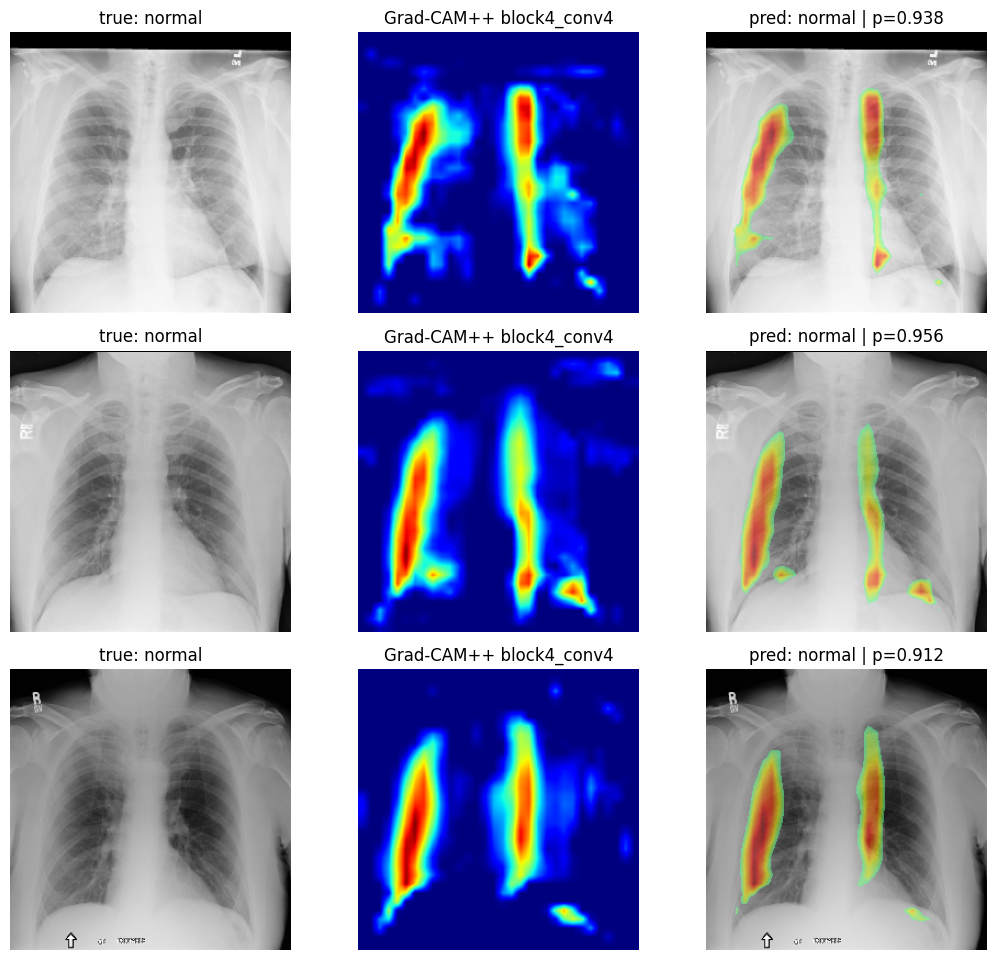 true: normal
Grad-CAM++ block4_conv4
pred: normal | p=0.938
true: normal
Grad-CAM++ block4_conv4
pred: normal | p=0.956
R
R
true: normal
Grad-CAM++ block4_conv4
pred: normal | p=0.912